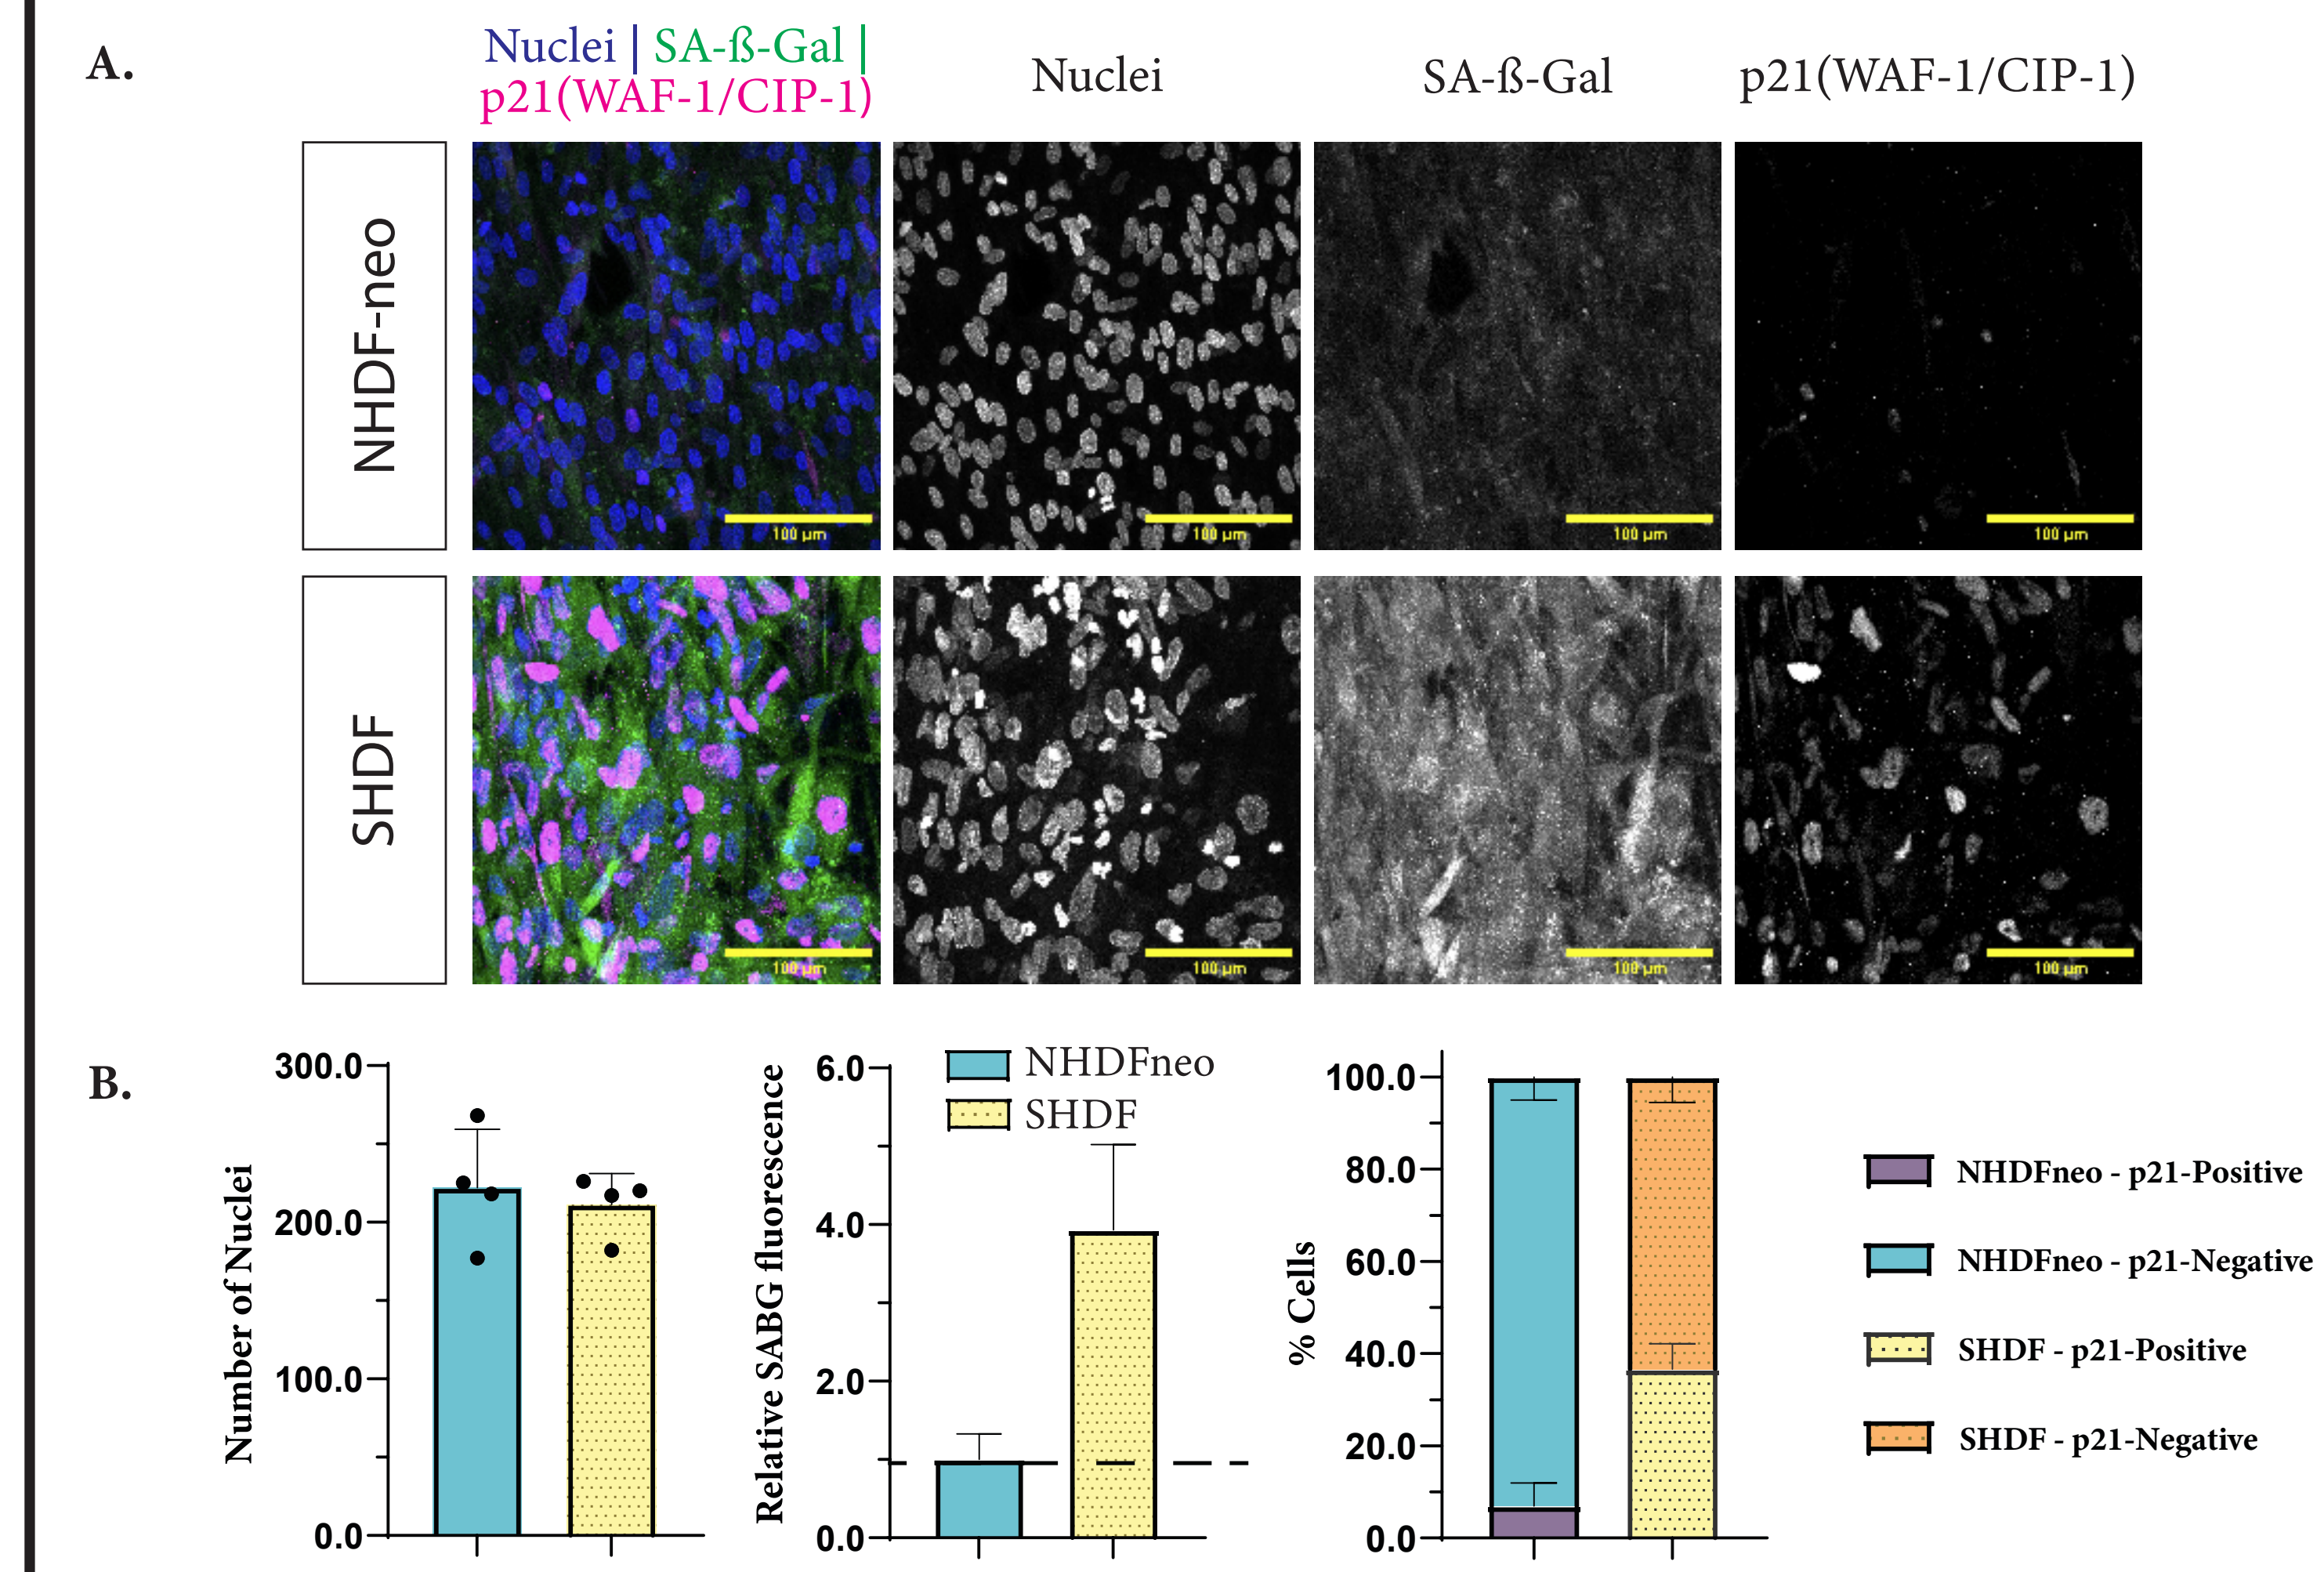 A.
Nuclei | SA-ß-Gal |
p21(WAF-1/CIP-1)
Nuclei
SA-ß-Gal
p21(WAF-1/CIP-1)
NHDF-neo
100 µm
100 µm
100 µm
100 µm
SHDF
100 µm
100 µm
100 µm
100 µm
B.
Number of Nuclei
300.0
200.0
100.0
0.0
Relative SABG fluorescence
6.0
4.0
2.0
0.0
NHDFneo
SHDF
% Cells
100.0
80.0
60.0
40.0
20.0
0.0
NHDFneo - p21-Positive
NHDFneo - p21-Negative
SHDF - p21-Positive
SHDF - p21-Negative